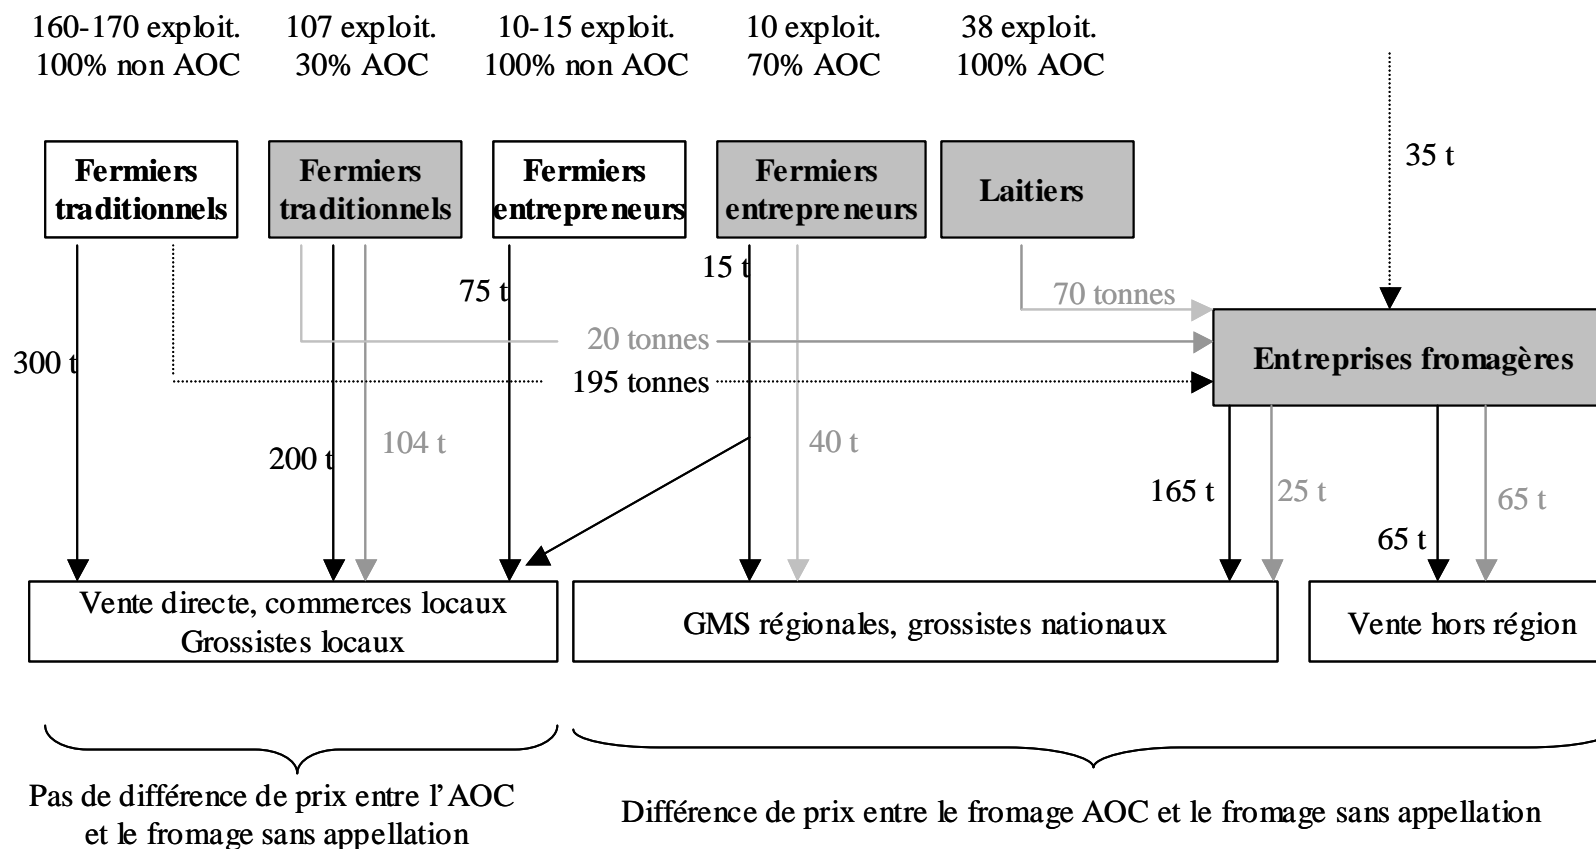 160-170 exploit.
100% non AOC
107 exploit.
30% AOC
10-15 exploit.
100% non AOC
10 exploit.
70% AOC
38 exploit.
100% AOC
Fermiers
traditionnels
Fermiers
traditionnels
Fermiers
entrepreneurs
Fermiers
entrepreneurs
Laitiers
35 t
15 t
75 t
70 tonnes
20 tonnes
300 t
Entreprises fromagères
195 tonnes
200 t
104 t
40 t
165 t
25 t
65 t
65 t
Vente directe, commerces locaux
Grossistes locaux
GMS régionales, grossistes nationaux
Vente hors région
Pas de différence de prix entre l’AOC
et le fromage sans appellation
Différence de prix entre le fromage AOC et le fromage sans appellation